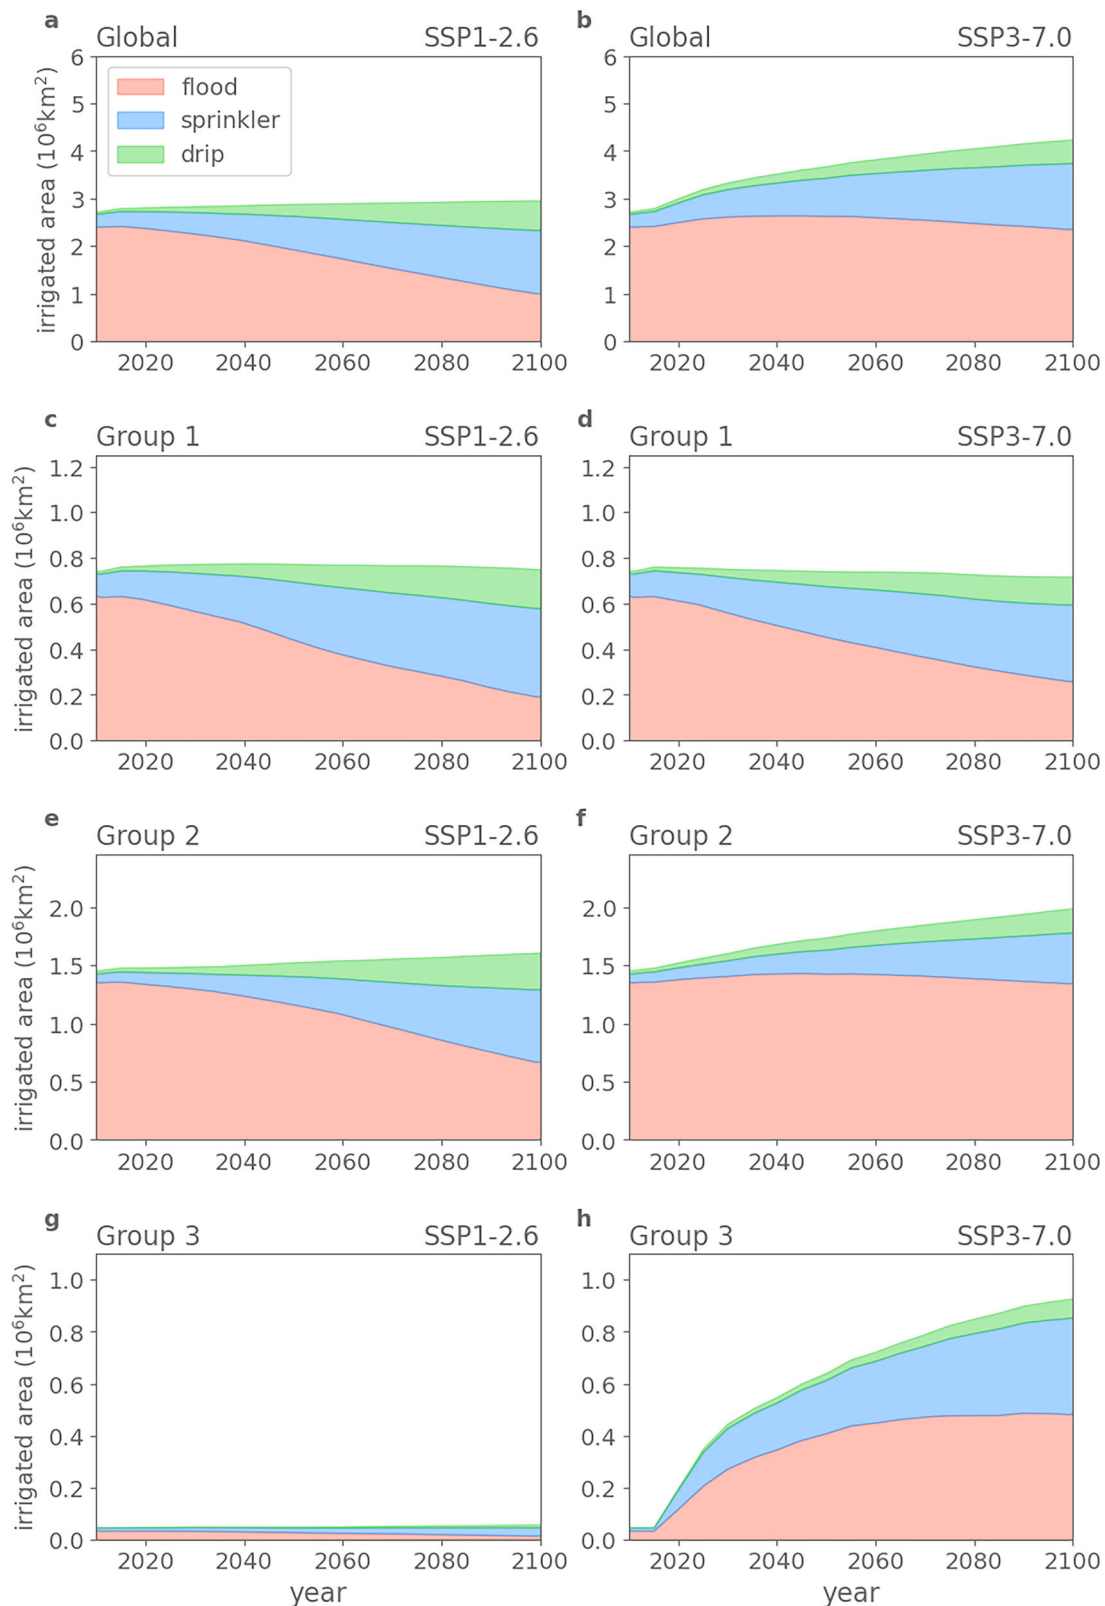 a
Global SSP1-2.6
irrigated area (10⁶km²)
6
5
4
3
2
1
0
flood
sprinkler
drip
2020 2040 2060 2080 2100
b
Global SSP3-7.0
6
5
4
3
2
1
0
2020 2040 2060 2080 2100
c
Group 1 SSP1-2.6
irrigated area (10⁶km²)
1.2
1.0
0.8
0.6
0.4
0.2
0.0
2020 2040 2060 2080 2100
d
Group 1 SSP3-7.0
1.2
1.0
0.8
0.6
0.4
0.2
0.0
2020 2040 2060 2080 2100
e
Group 2 SSP1-2.6
irrigated area (10⁶km²)
2.0
1.5
1.0
0.5
0.0
2020 2040 2060 2080 2100
f
Group 2 SSP3-7.0
2.0
1.5
1.0
0.5
0.0
2020 2040 2060 2080 2100
g
Group 3 SSP1-2.6
irrigated area (10⁶km²)
1.0
0.8
0.6
0.4
0.2
0.0
2020 2040 2060 2080 2100
year
h
Group 3 SSP3-7.0
1.0
0.8
0.6
0.4
0.2
0.0
2020 2040 2060 2080 2100
year